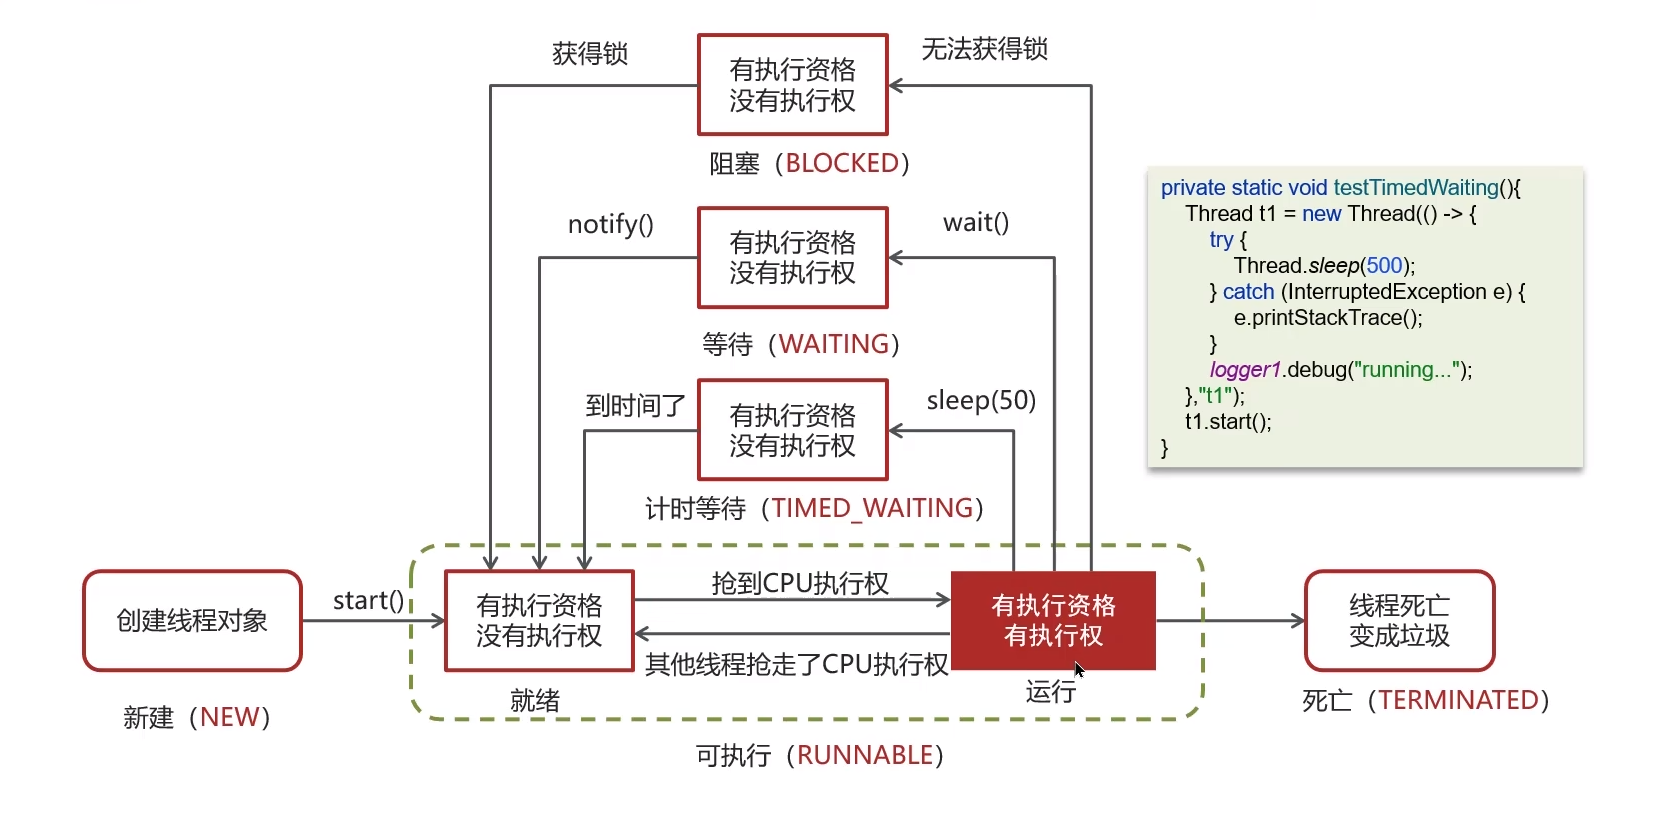 获得锁
有执行资格
没有执行权
无法获得锁
阻塞（BLOCKED）
notify()
有执行资格
没有执行权
wait()
等待（WAITING）
到时间了
有执行资格
没有执行权
sleep(50)
计时等待（TIMED_WAITING）
private static void testTimedWaiting(){
Thread t1 = new Thread(() -> {
try {
Thread.sleep(500);
} catch (InterruptedException e) {
e.printStackTrace();
}
logger1.debug("running...");
},"t1");
t1.start();
}
创建线程对象
新建（NEW）
start()
有执行资格
没有执行权
就绪
抢到CPU执行权
其他线程抢走了CPU执行权
有执行资格
有执行权
运行
可执行（RUNNABLE）
线程死亡
变成垃圾
死亡（TERMINATED）